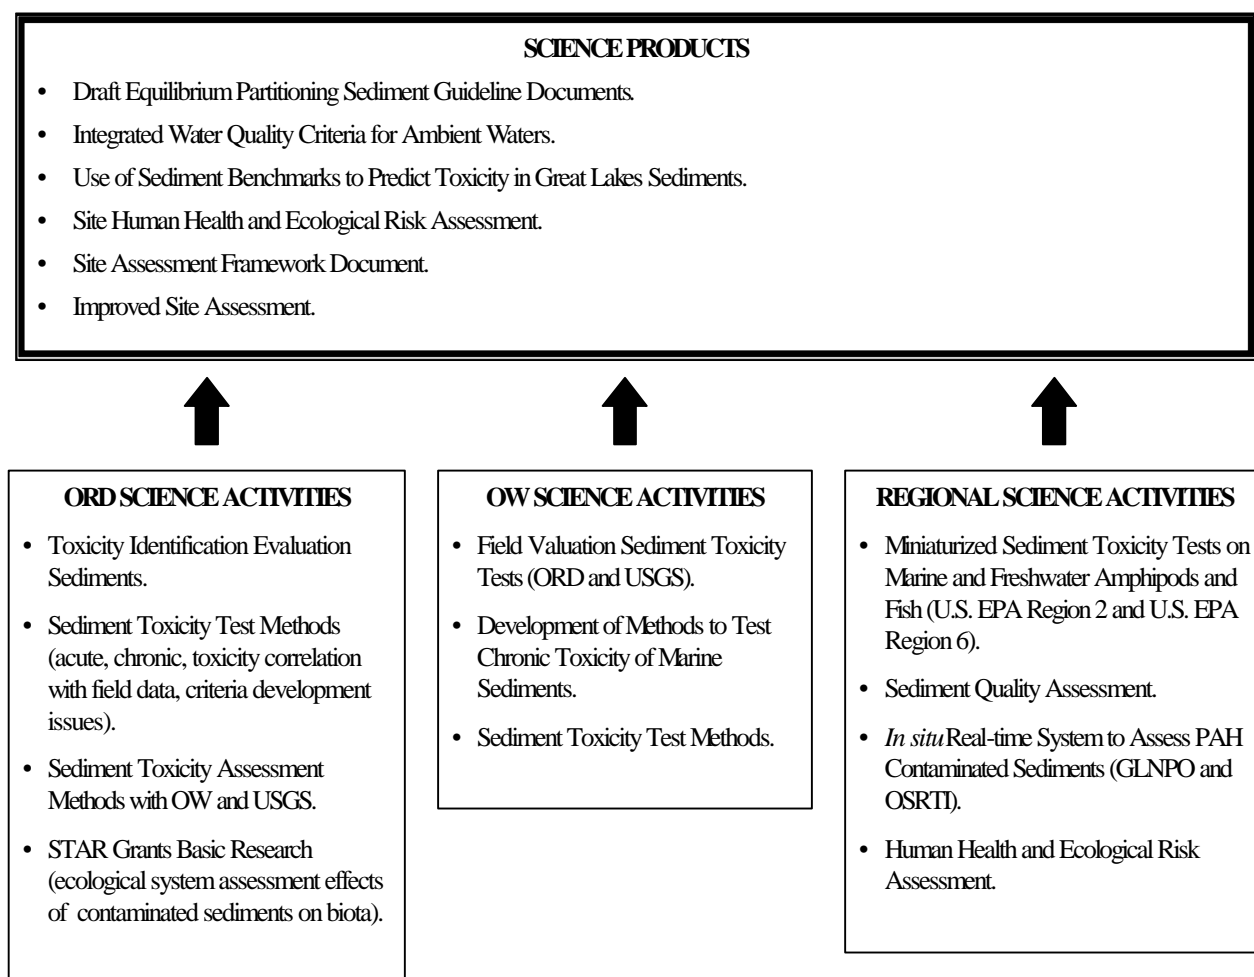 SCIENCE PRODUCTS
• Draft Equilibrium Partitioning Sediment Guideline Documents.
• Integrated Water Quality Criteria for Ambient Waters.
• Use of Sediment Benchmarks to Predict Toxicity in Great Lakes Sediments.
• Site Human Health and Ecological Risk Assessment.
• Site Assessment Framework Document.
• Improved Site Assessment.
ORD SCIENCE ACTIVITIES
• Toxicity Identification Evaluation
Sediments.
• Sediment Toxicity Test Methods
(acute, chronic, toxicity correlation
with field data, criteria development
issues).
• Sediment Toxicity Assessment
Methods with OW and USGS.
• STAR Grants Basic Research
(ecological system assessment effects
of contaminated sediments on biota).
OW SCIENCE ACTIVITIES
• Field Valuation Sediment Toxicity
Tests (ORD and USGS).
• Development of Methods to Test
Chronic Toxicity of Marine
Sediments.
• Sediment Toxicity Test Methods.
REGIONAL SCIENCE ACTIVITIES
• Miniaturized Sediment Toxicity Tests on
Marine and Freshwater Amphipods and
Fish (U.S. EPA Region 2 and U.S. EPA
Region 6).
• Sediment Quality Assessment.
• In situ Real-time System to Assess PAH
Contaminated Sediments (GLNPO and
OSRTI).
• Human Health and Ecological Risk
Assessment.